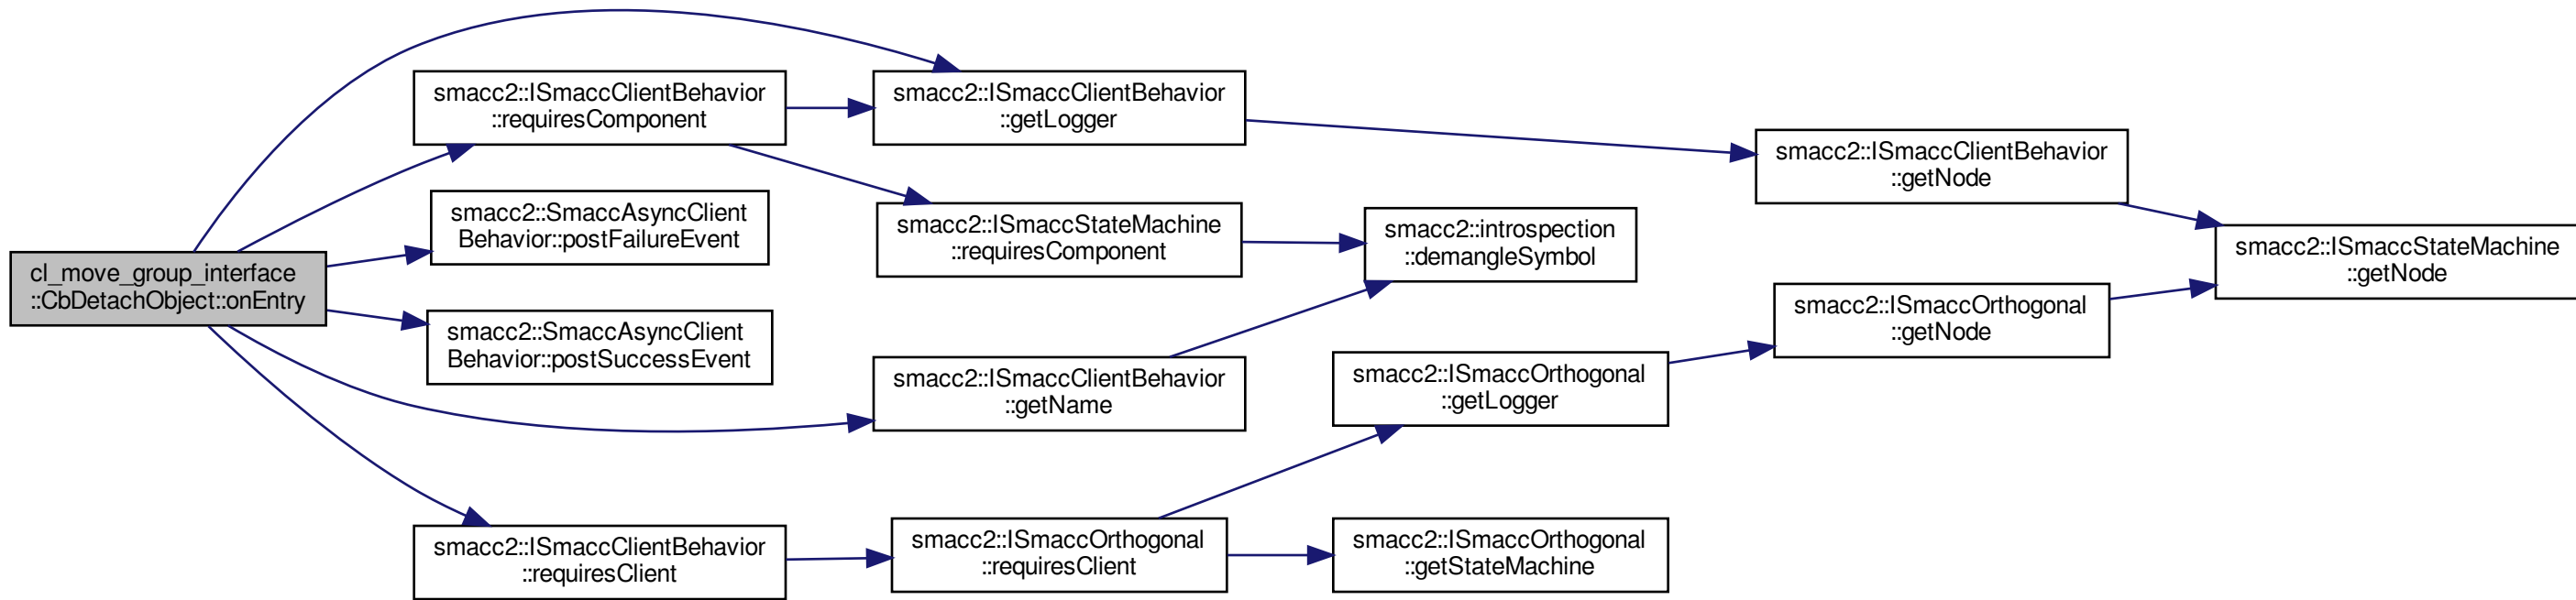 cl_move_group_interface
::CbDetachObject::onEntry
smacc2::ISmaccClientBehavior
::requiresComponent
smacc2::SmaccAsyncClient
Behavior::postFailureEvent
smacc2::SmaccAsyncClient
Behavior::postSuccessEvent
smacc2::ISmaccClientBehavior
::requiresClient
smacc2::ISmaccClientBehavior
::getLogger
smacc2::ISmaccStateMachine
::requiresComponent
smacc2::ISmaccClientBehavior
::getName
smacc2::ISmaccOrthogonal
::requiresClient
smacc2::introspection
::demangleSymbol
smacc2::ISmaccOrthogonal
::getLogger
smacc2::ISmaccOrthogonal
::getStateMachine
smacc2::ISmaccClientBehavior
::getNode
smacc2::ISmaccOrthogonal
::getNode
smacc2::ISmaccStateMachine
::getNode